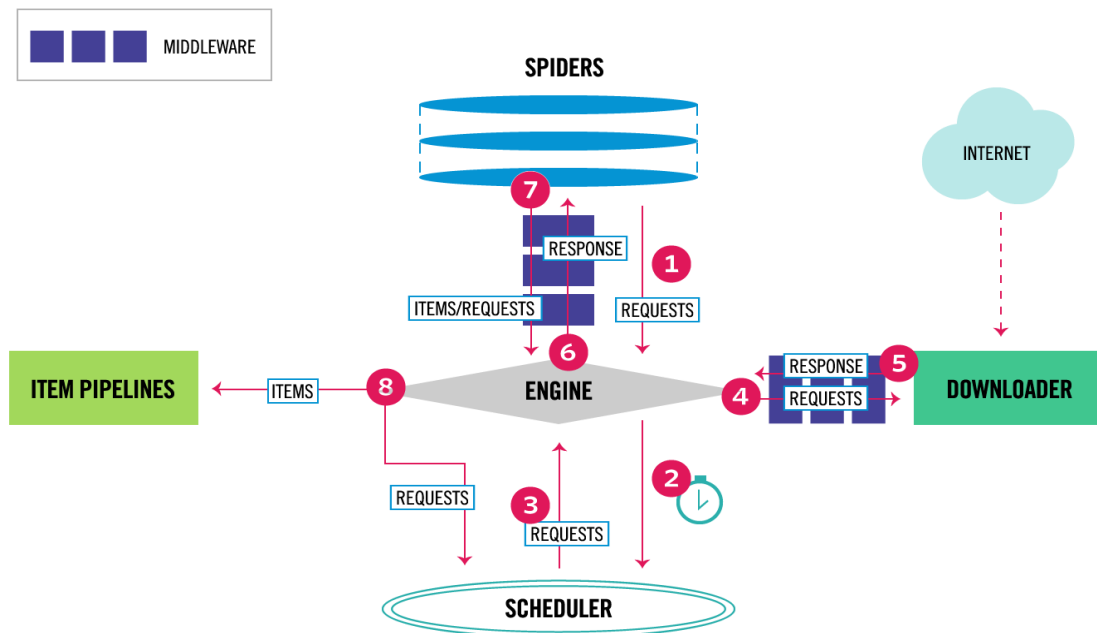 MIDDLEWARE
SPIDERS
INTERNET
7
RESPONSE
1
ITEMS/REQUESTS
REQUESTS
6
5
RESPONSE
ITEM PIPELINES
ITEMS
8
ENGINE
4
REQUESTS
DOWNLOADER
2
REQUESTS
3
REQUESTS
SCHEDULER